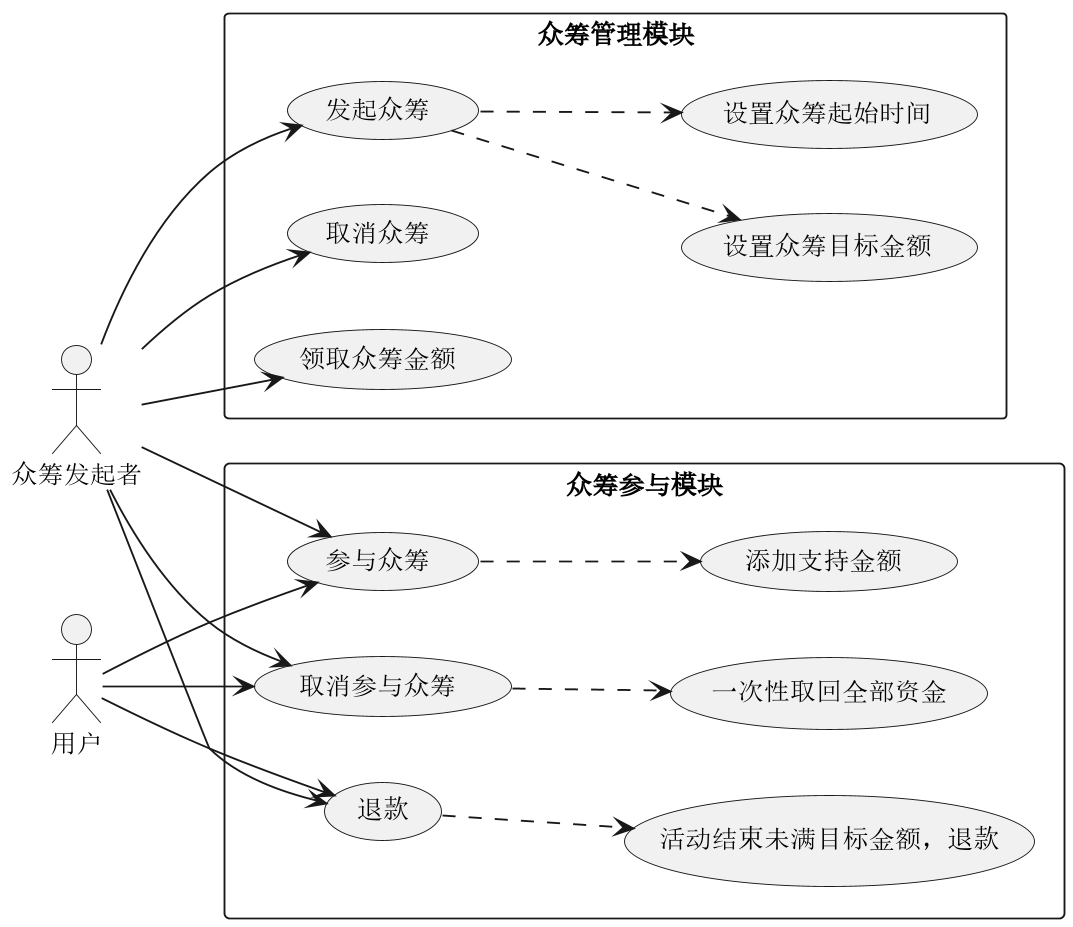 众筹管理模块
发起众筹
设置众筹起始时间
取消众筹
设置众筹目标金额
领取众筹金额
众筹发起者
众筹参与模块
参与众筹
添加支持金额
取消参与众筹
一次性取回全部资金
用户
退款
活动结束未满目标金额，退款